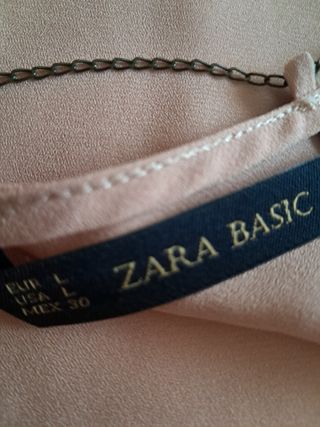 ZARA BASIC
EUR L
USA L
MEX 30